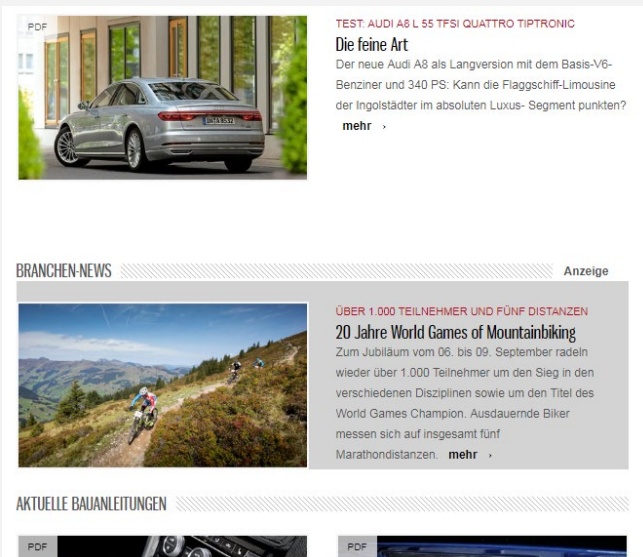 PDF
TEST: AUDI A8 L 55 TFSI QUATTRO TIPTRONIC
Die feine Art
Der neue Audi A8 als Langversion mit dem Basis-V6-
Benziner und 340 PS: Kann die Flaggschiff-Limousine
der Ingolstädter im absoluten Luxus- Segment punkten?
mehr ›
BRANCHEN-NEWS
Anzeige
ÜBER 1.000 TEILNEHMER UND FÜNF DISTANZEN
20 Jahre World Games of Mountainbiking
Zum Jubiläum vom 06. bis 09. September radeln
wieder über 1.000 Teilnehmer um den Sieg in den
verschiedenen Disziplinen sowie um den Titel des
World Games Champion. Ausdauernde Biker
messen sich auf insgesamt fünf
Marathondistanzen. mehr ›
AKTUELLE BAUANLEITUNGEN
PDF
PDF